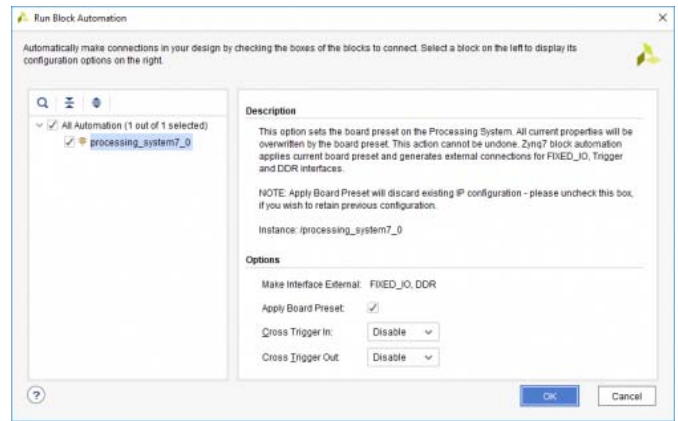 Run Block Automation
Automatically make connections in your design by checking the boxes of the blocks to connect. Select a block on the left to display its
configuration options on the right.
All Automation (1 out of 1 selected)
processing_system7_0
Description
This option sets the board preset on the Processing System. All current properties will be
overwritten by the board preset. This action cannot be undone. Zynq7 block automation
applies current board preset and generates external connections for FIXED_IO, Trigger
and DDR interfaces.
NOTE: Apply Board Preset will discard existing IP configuration - please uncheck this box,
if you wish to retain previous configuration.
Instance: /processing_system7_0
Options
Make Interface External: FIXED_IO, DDR
Apply Board Preset:
Cross Trigger In: Disable
Cross Trigger Out: Disable
?
OK
Cancel